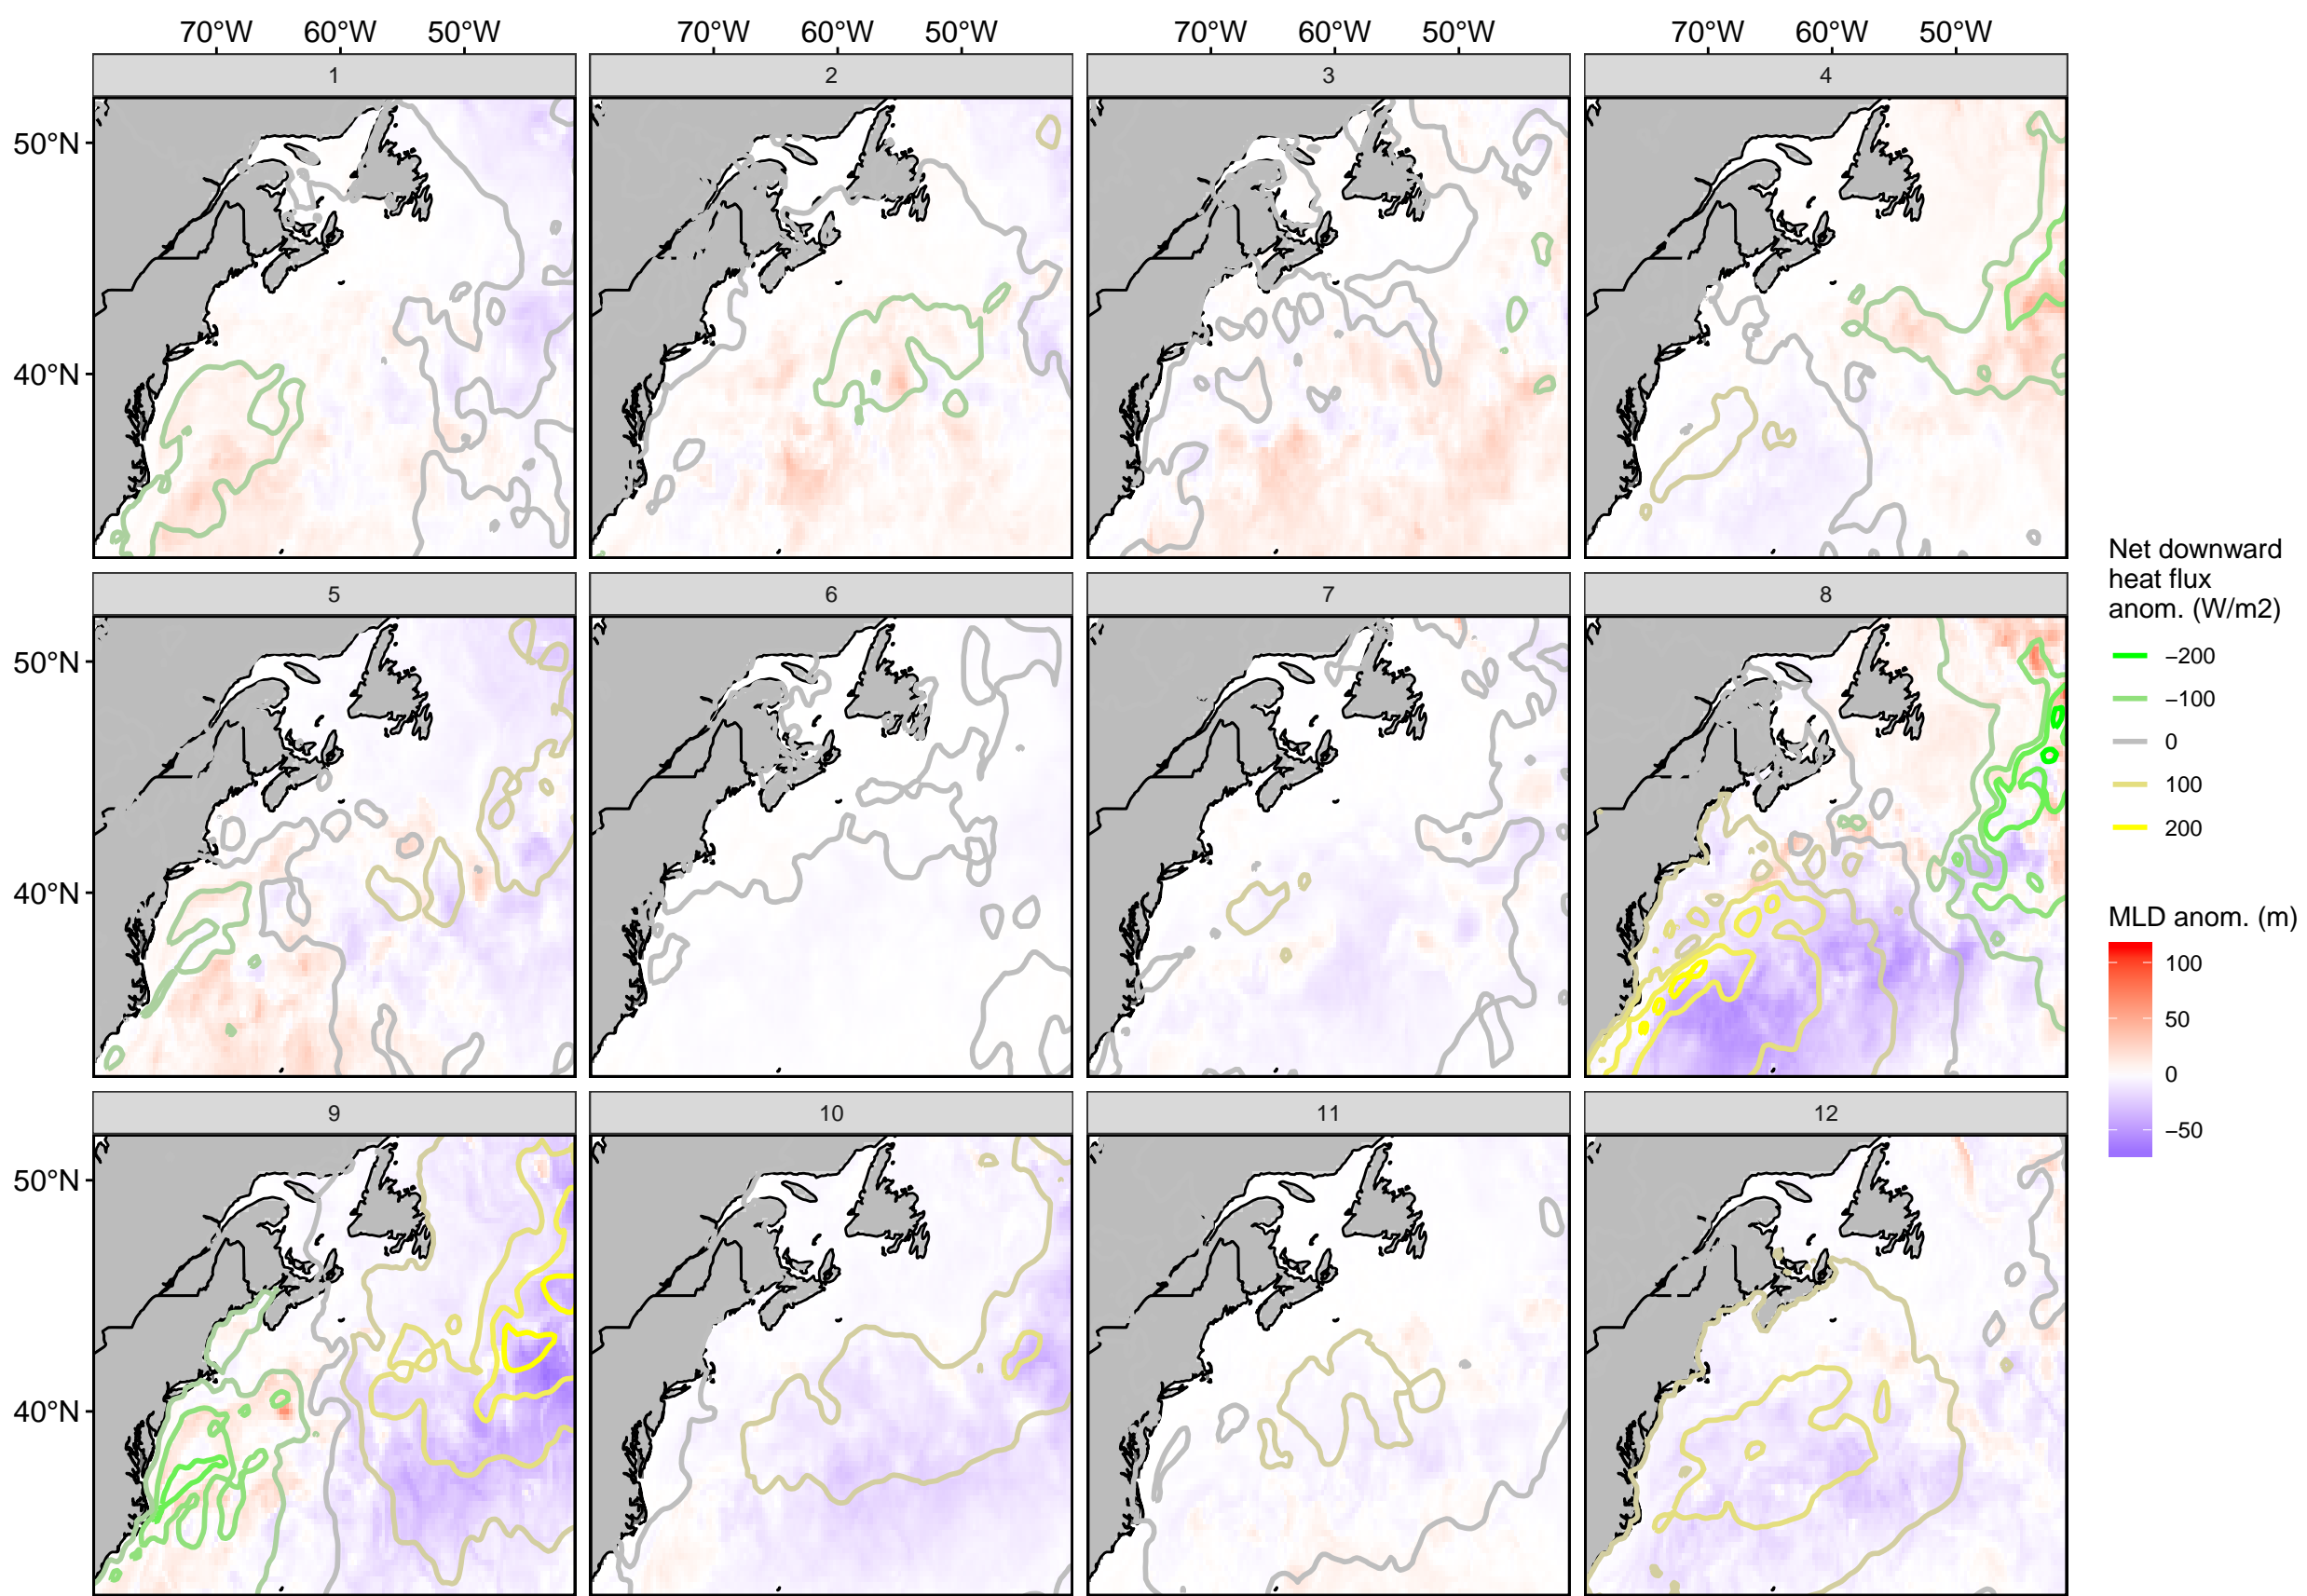 70°W 60°W 50°W 70°W 60°W 50°W 70°W 60°W 50°W 70°W 60°W 50°W
1 2 3 4
50°N
40°N
5 6 7 8
50°N
40°N
9 10 11 12
50°N
40°N
Net downward
heat flux
anom. (W/m2)
−200
−100
0
100
200
MLD anom. (m)
100
50
0
−50